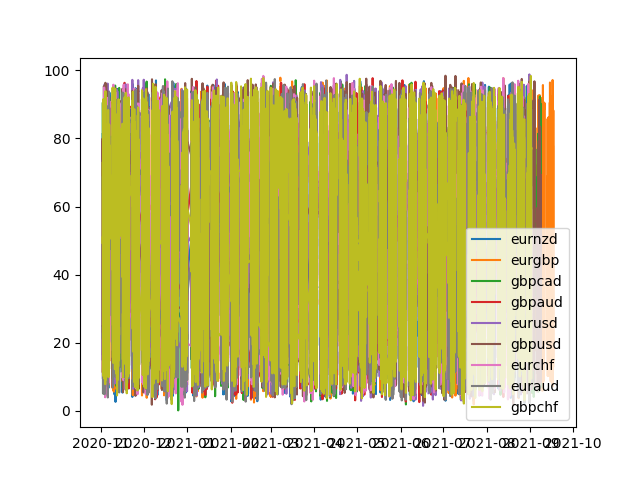 100
80
60
40
20
0
2020-11
2020-12
2021-01
2021-02
2021-03
2021-04
2021-05
2021-06
2021-07
2021-08
2021-09
2021-10
eurnzd
eurgbp
gbpcad
gbpaud
eurusd
gbpusd
eurchf
euraud
gbpchf